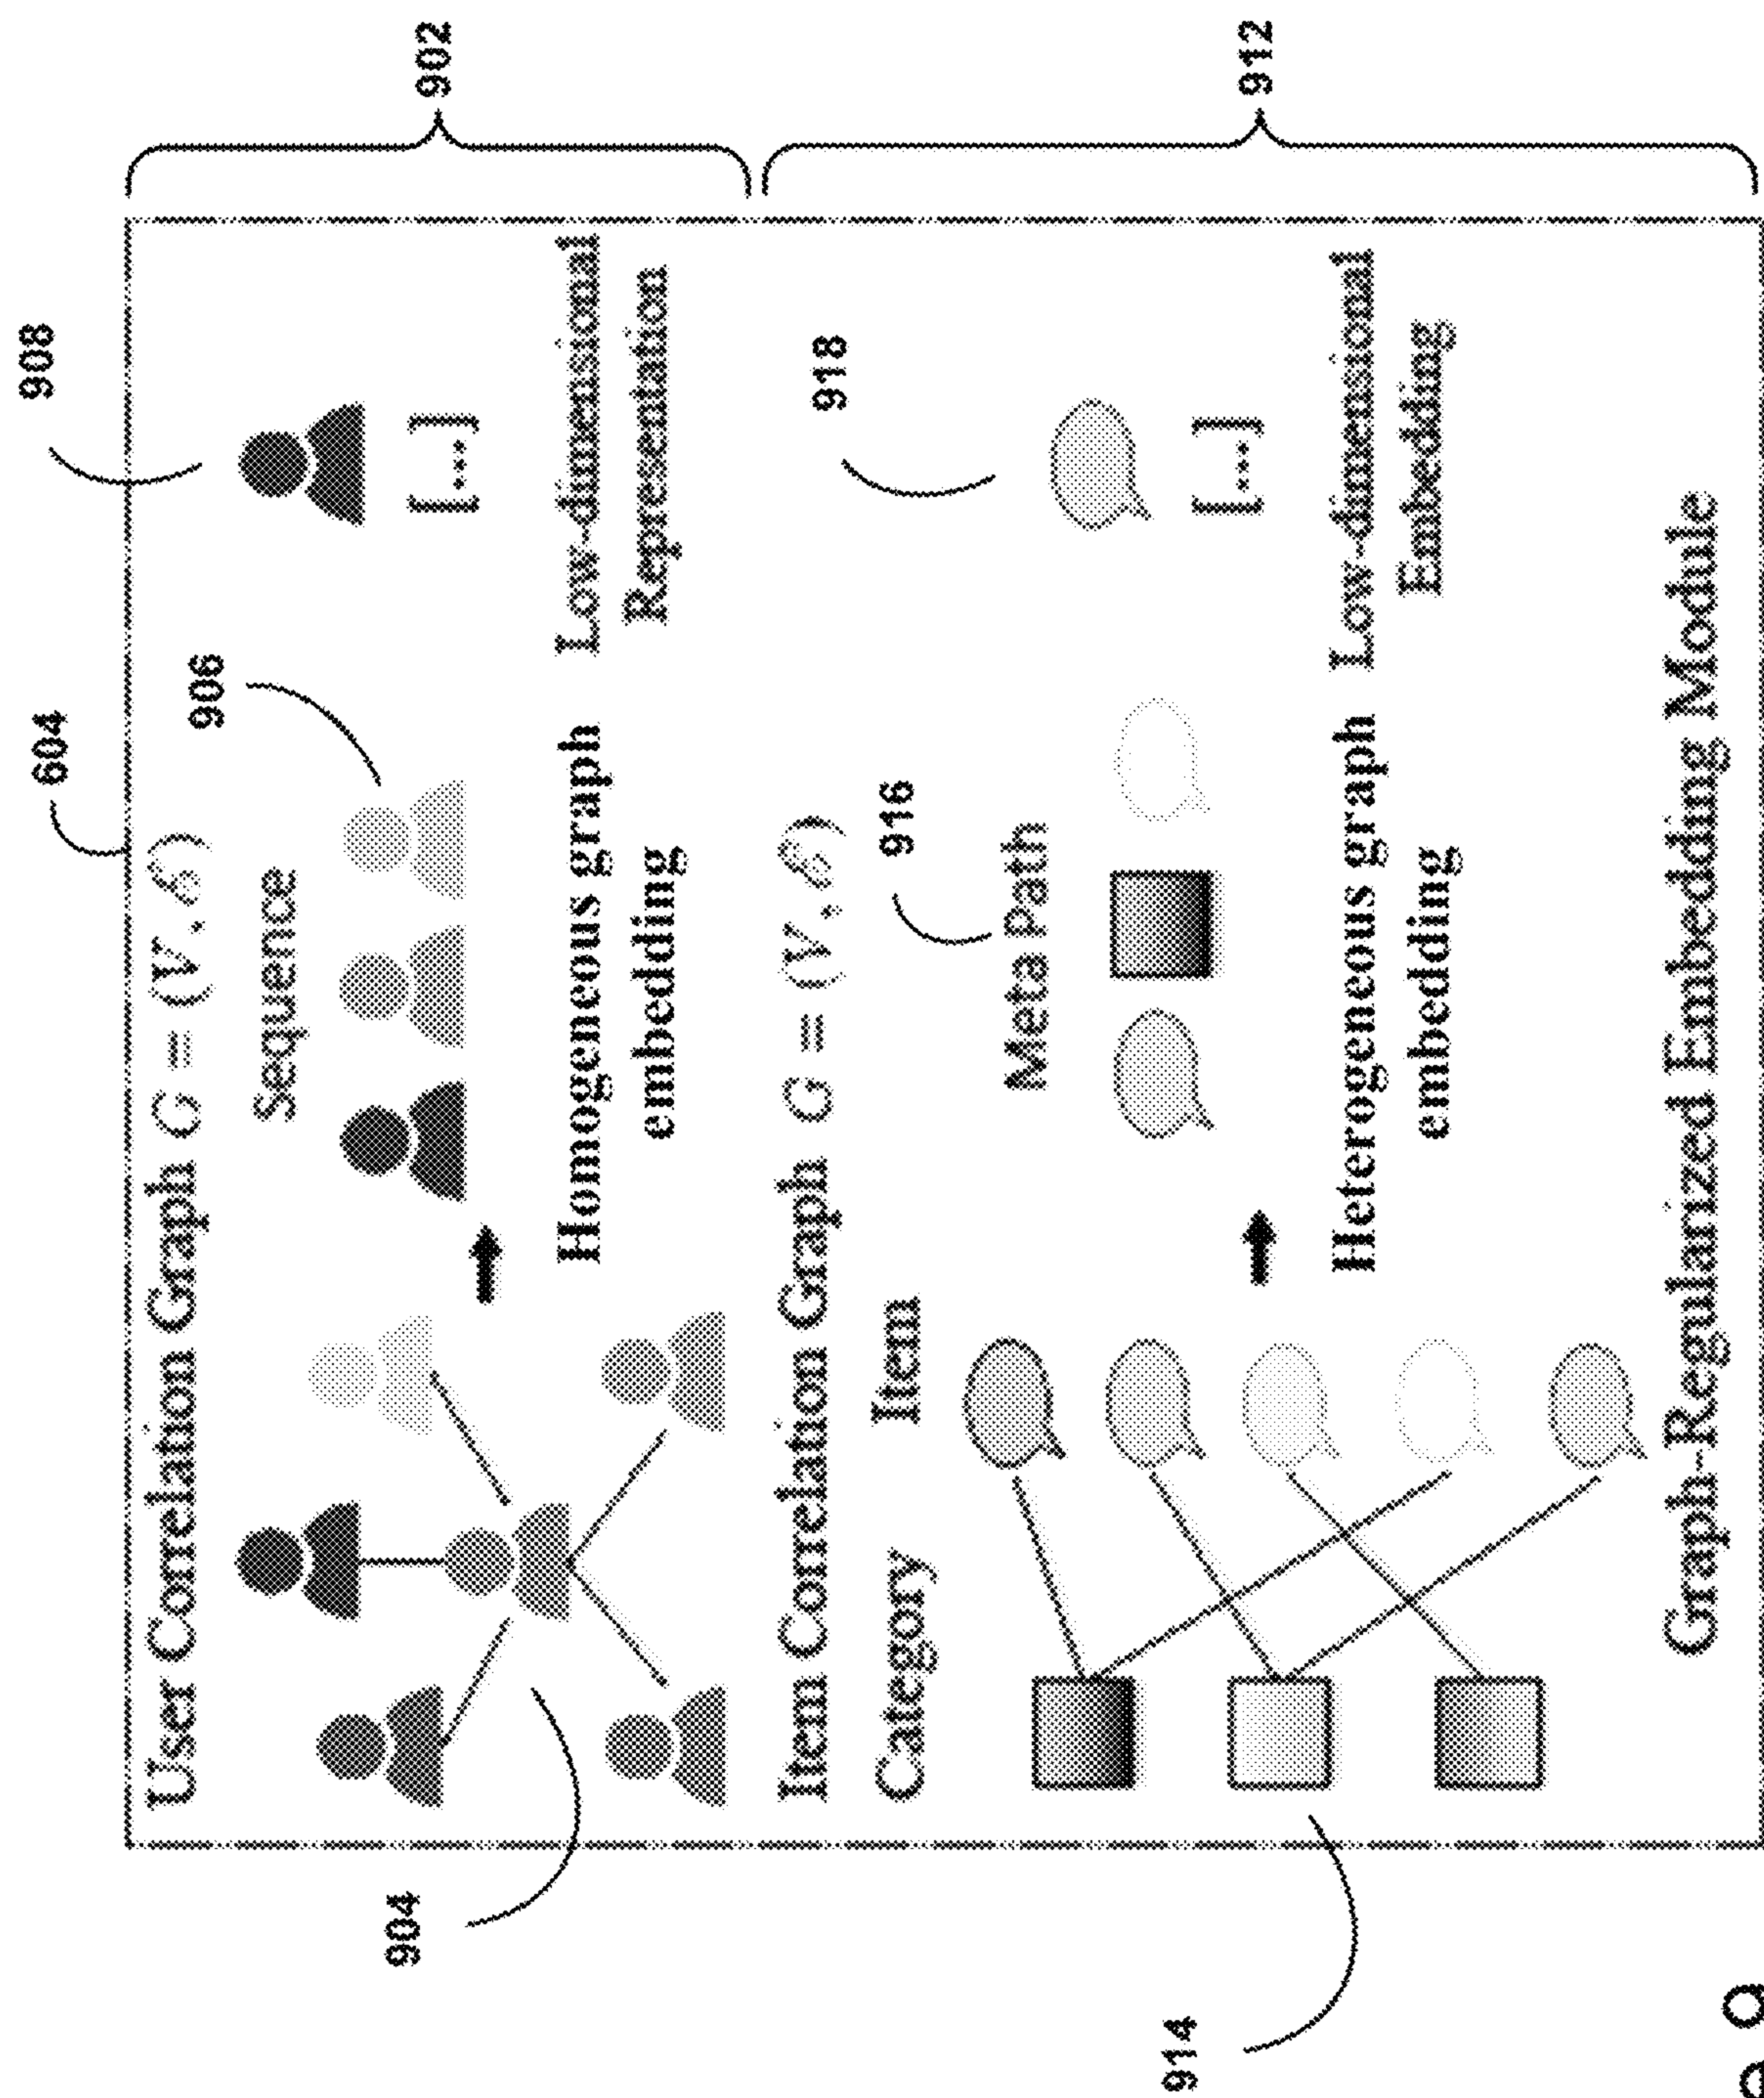 604
908
User Correlation Graph G = (V, ℰ)
906
Sequence
902
[...]
904
Homogeneous graph
embedding
Low-dimensional
Representation
Item Correlation Graph G = (V, ℰ)
918
Category
Item
916
Meta Path
912
[...]
914
Heterogeneous graph
embedding
Low-dimensional
Embedding
Graph-Regularized Embedding Module